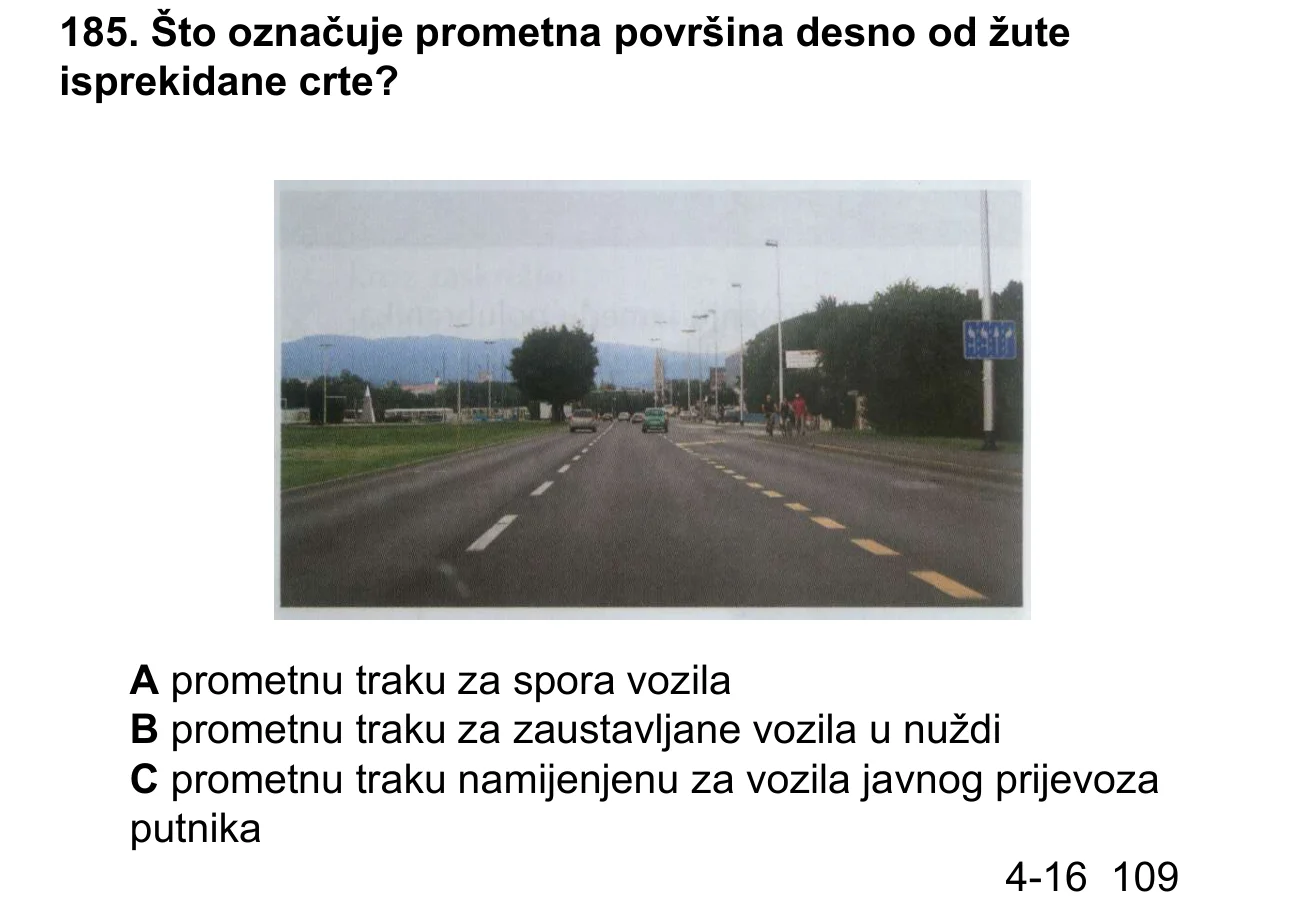 185. Što označuje prometna površina desno od žute
isprekidane crte?
A prometnu traku za spora vozila
B prometnu traku za zaustavljane vozila u nuždi
C prometnu traku namijenjenu za vozila javnog prijevoza
putnika
4-16 109